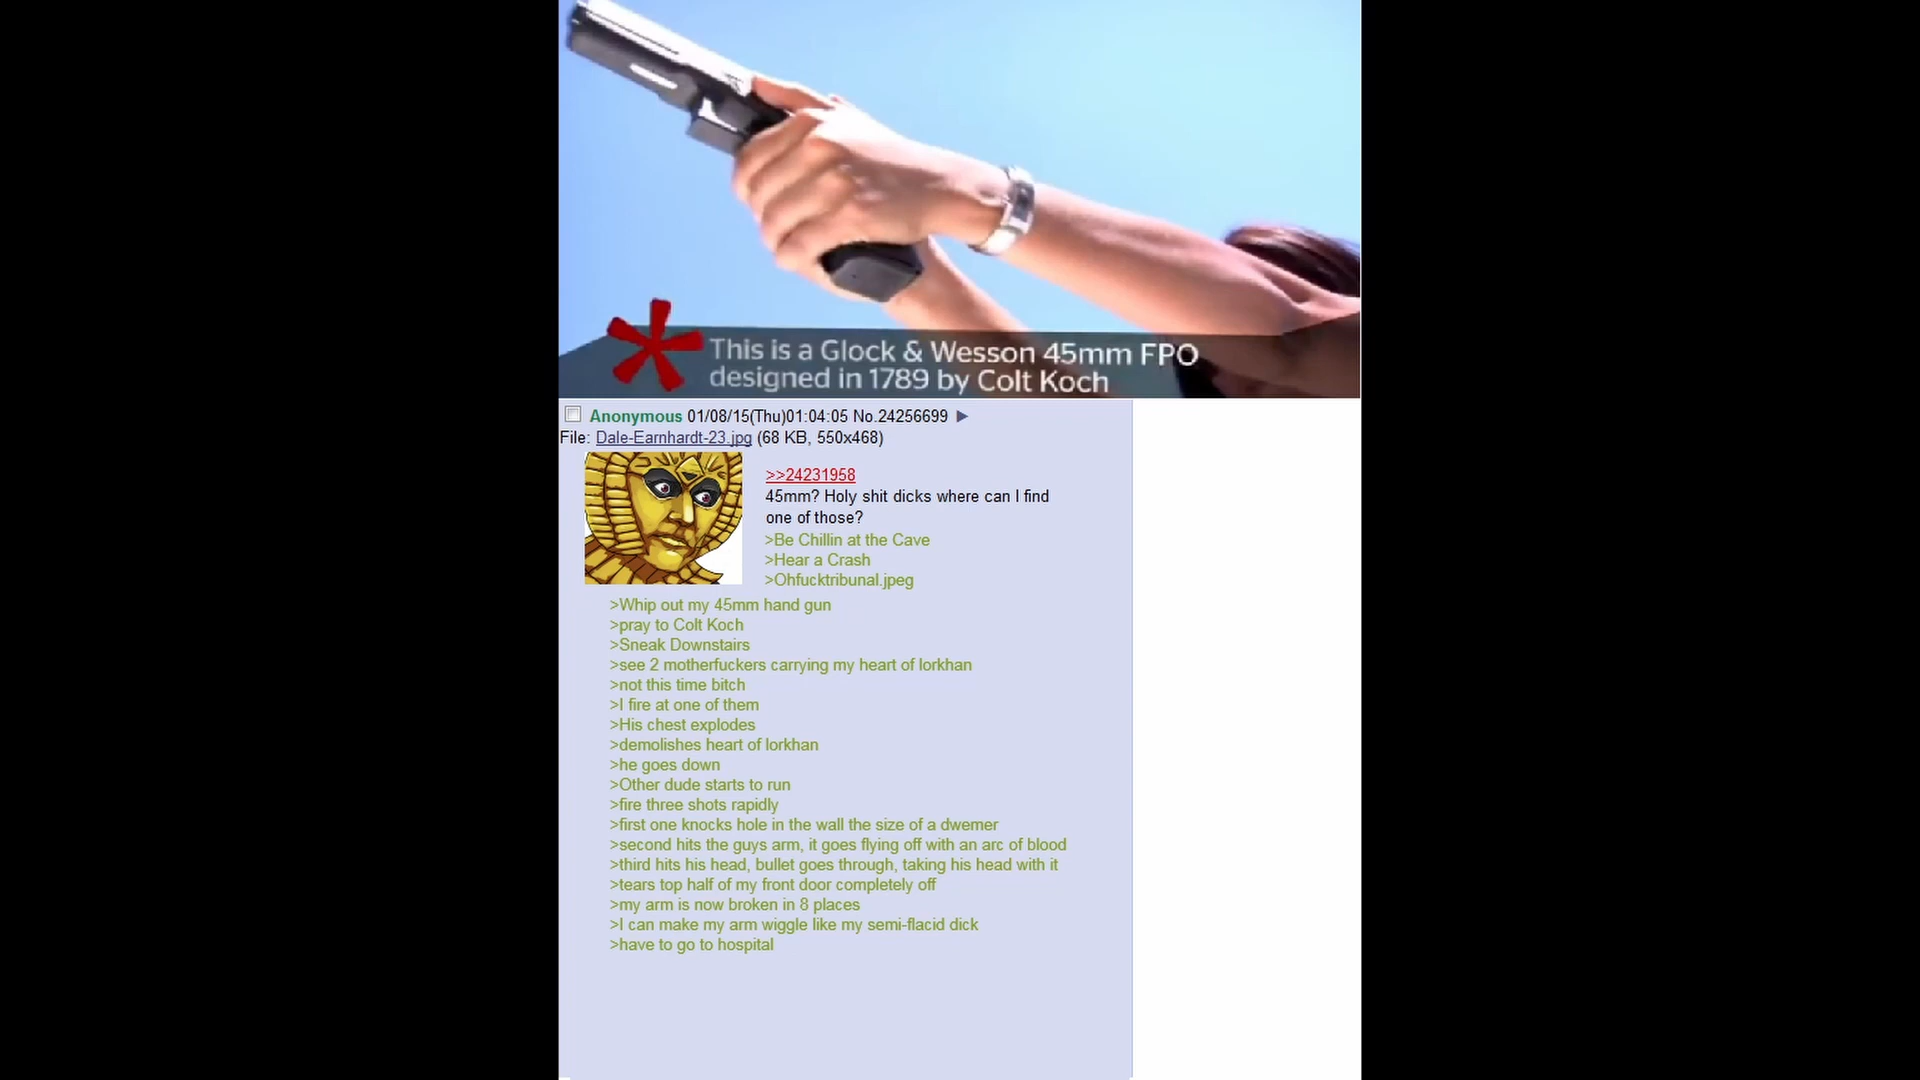 This is a Glock & Wesson 45mm FPO
designed in 1789 by Colt Koch
Anonymous 01/08/15(Thu)01:04:05 No.24256699 ▶
File: Dale-Earnhardt-23.jpg (68 KB, 550x468)
>>24231958
45mm? Holy shit dicks where can I find
one of those?
>Be Chillin at the Cave
>Hear a Crash
>Ohfucktribunal.jpeg
>Whip out my 45mm hand gun
>pray to Colt Koch
>Sneak Downstairs
>see 2 motherfuckers carrying my heart of lorkhan
>not this time bitch
>I fire at one of them
>His chest explodes
>demolishes heart of lorkhan
>he goes down
>Other dude starts to run
>fire three shots rapidly
>first one knocks hole in the wall the size of a dwemer
>second hits the guys arm, it goes flying off with an arc of blood
>third hits his head, bullet goes through, taking his head with it
>tears top half of my front door completely off
>my arm is now broken in 8 places
>I can make my arm wiggle like my semi-flacid dick
>have to go to hospital